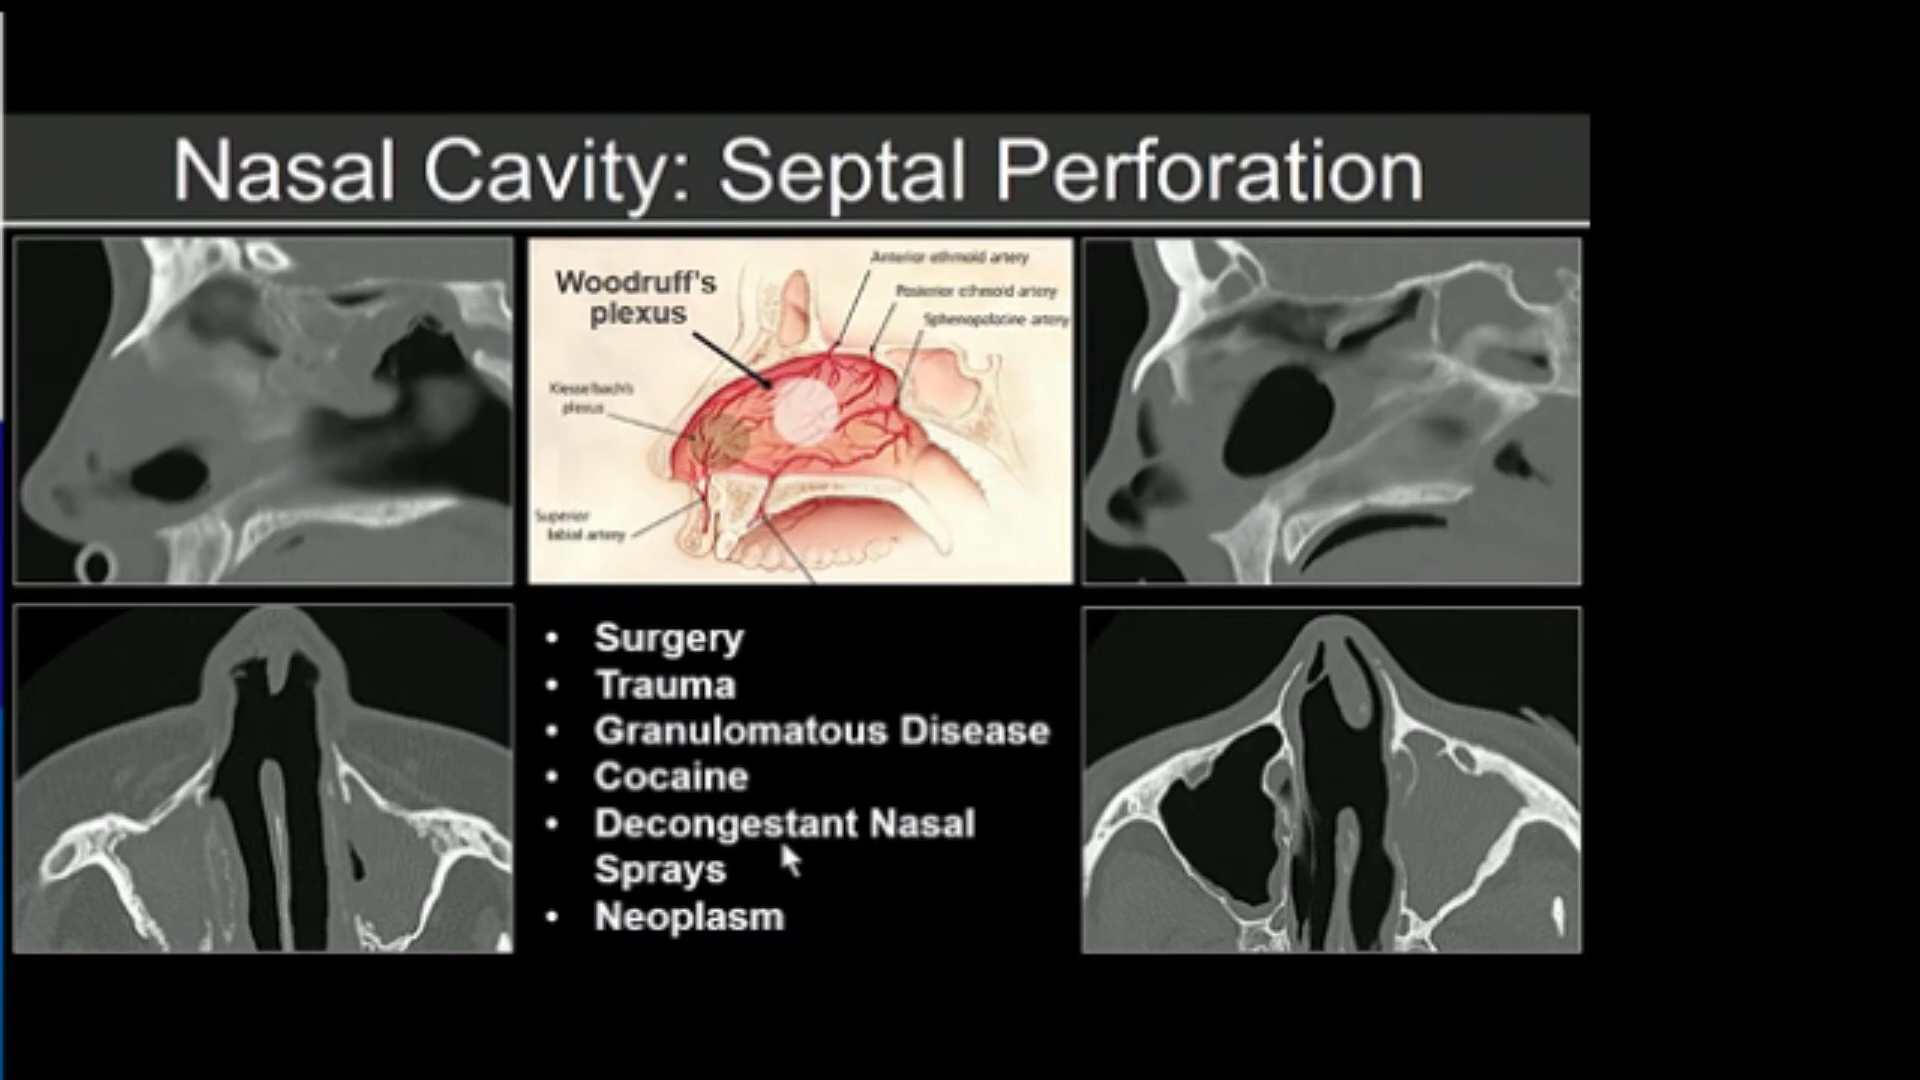 Nasal Cavity: Septal Perforation
Woodruff's
plexus
Anterior ethmoid artery
Posterior ethmoid artery
Sphenopalatine artery
Kiesselbach's
plexus
Superior
labial artery
• Surgery
• Trauma
• Granulomatous Disease
• Cocaine
• Decongestant Nasal
Sprays
• Neoplasm